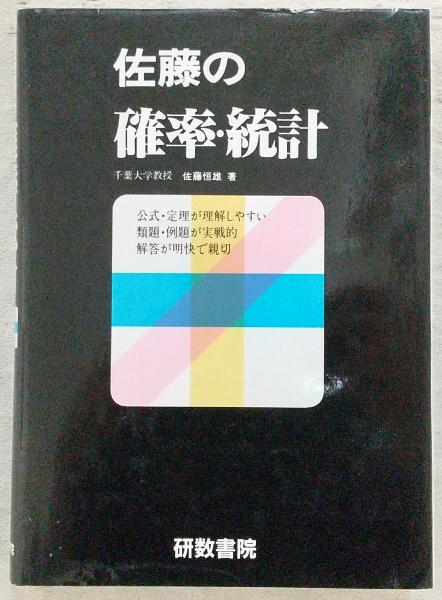 佐藤の
確率・統計
千葉大学教授 佐藤恒雄 著
公式・定理が理解しやすい
類題・例題が実戦的
解答が明快で親切
研数書院